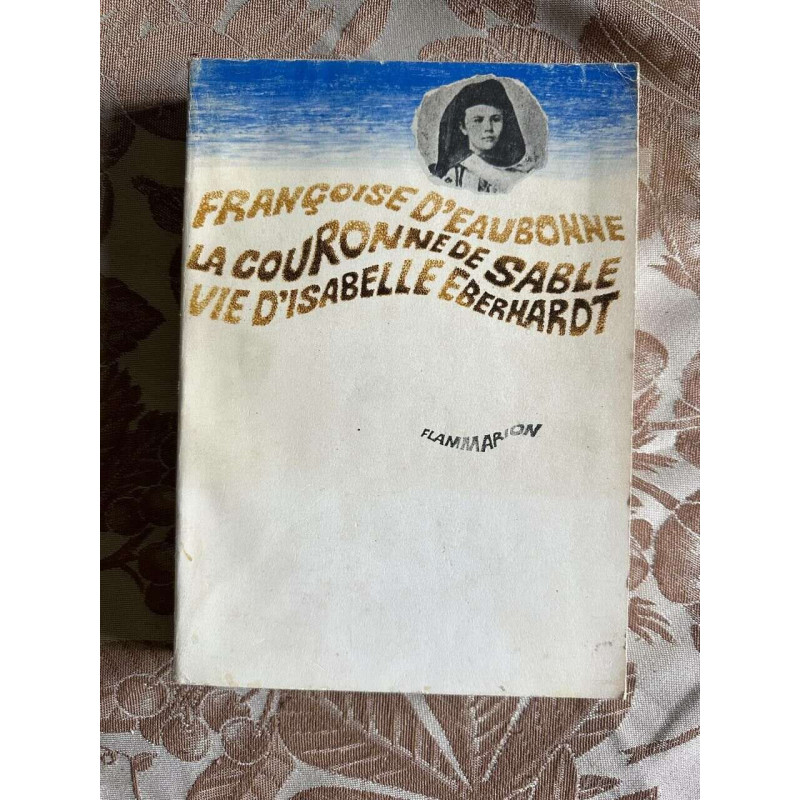 FRANÇOISE D'EAUBONNE
LA COURONNE DE SABLE
VIE D'ISABELLE EBERHARDT
FLAMMARION